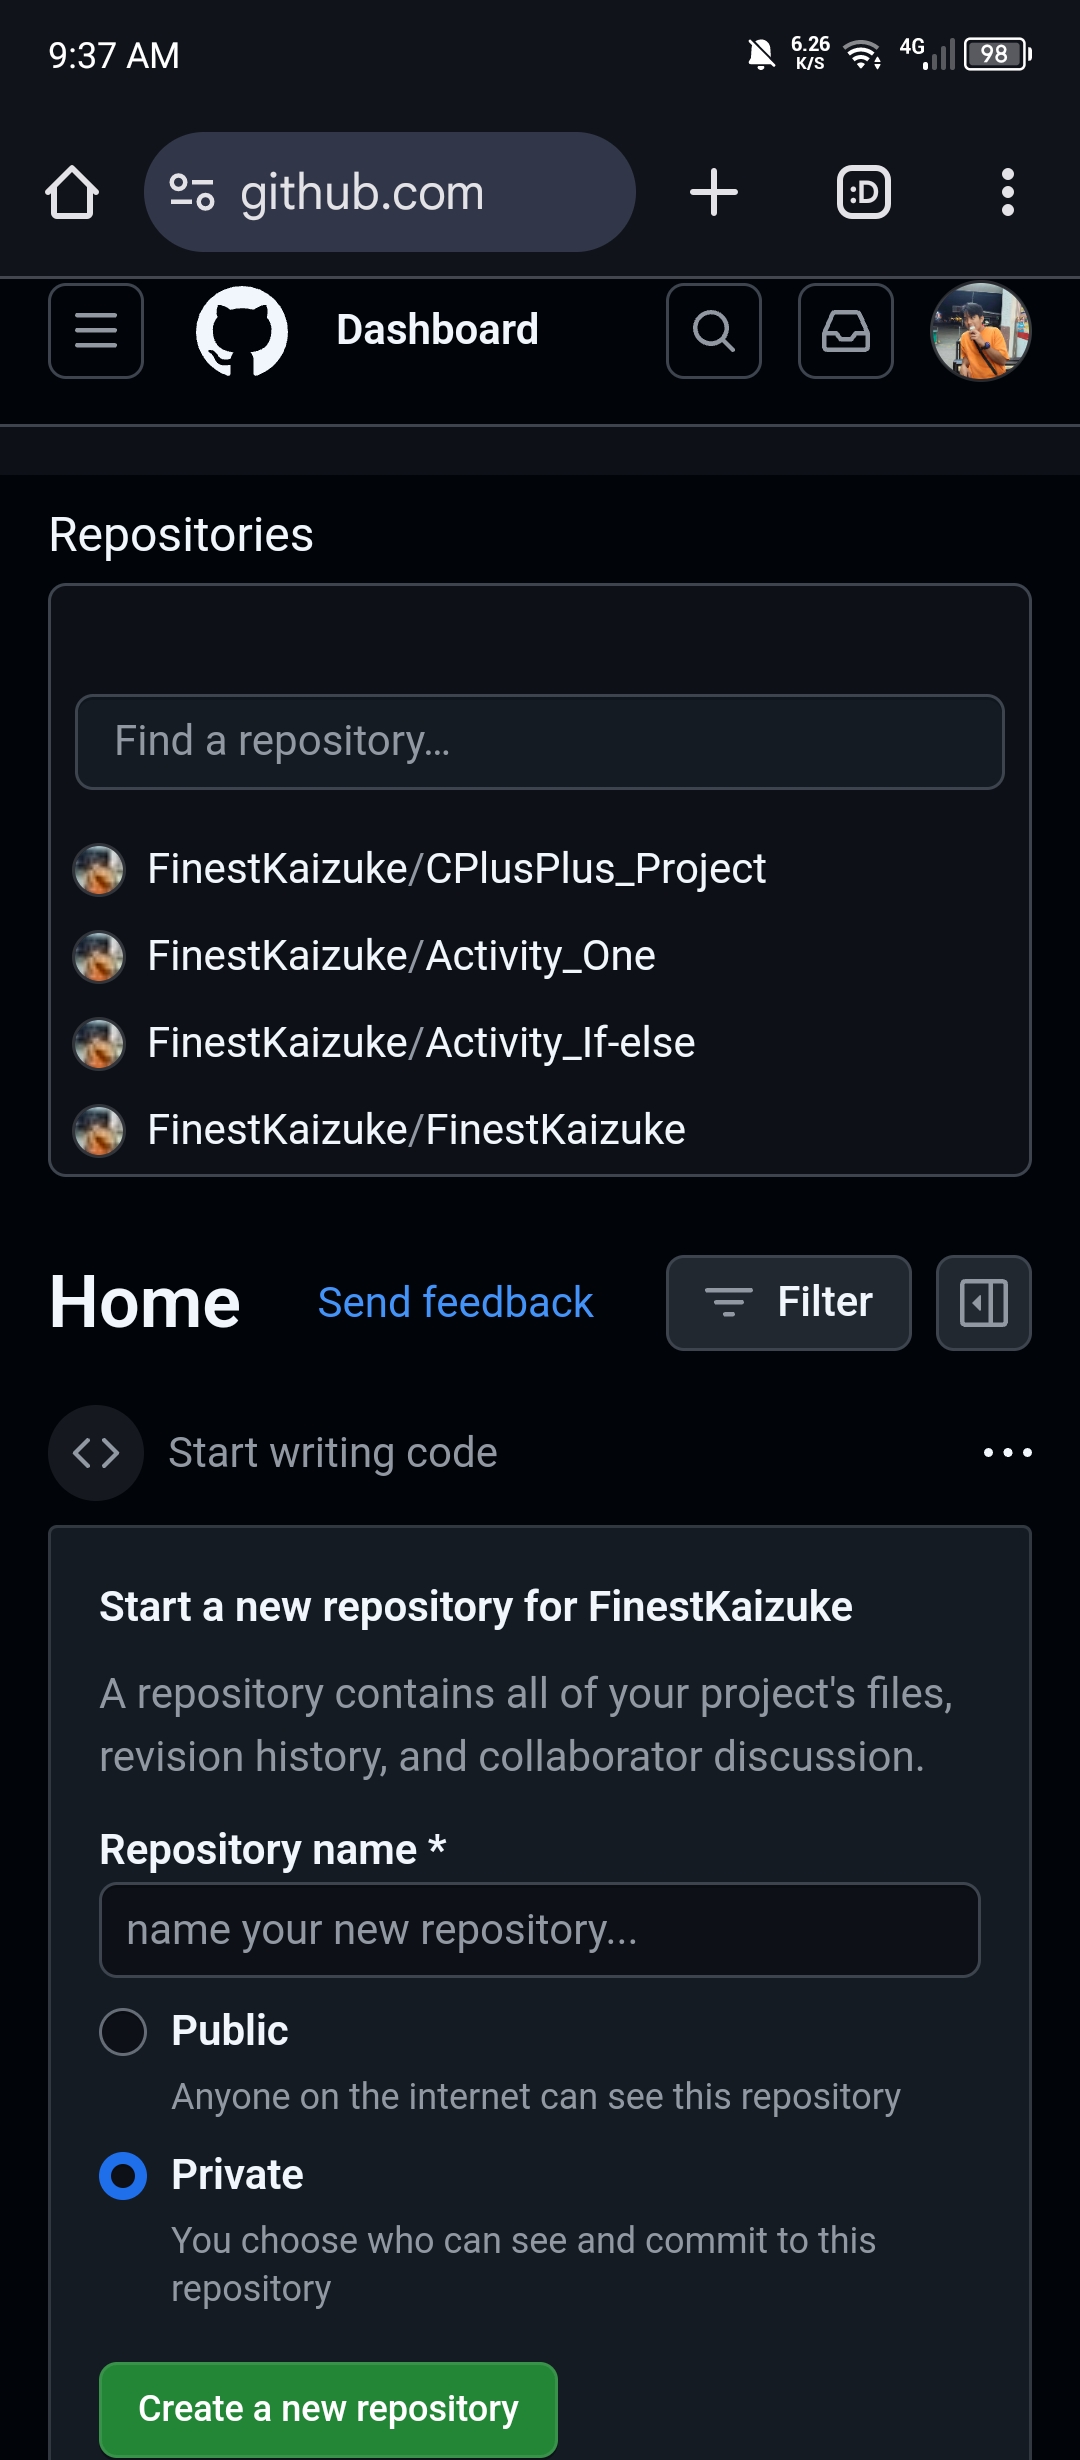 9:37 AM
6.26
K/S
4G
98
github.com
:D
Dashboard
Repositories
Find a repository…
FinestKaizuke/CPlusPlus_Project
FinestKaizuke/Activity_One
FinestKaizuke/Activity_If-else
FinestKaizuke/FinestKaizuke
Home
Send feedback
Filter
Start writing code
Start a new repository for FinestKaizuke
A repository contains all of your project's files,
revision history, and collaborator discussion.
Repository name *
name your new repository...
Public
Anyone on the internet can see this repository
Private
You choose who can see and commit to this
repository
Create a new repository